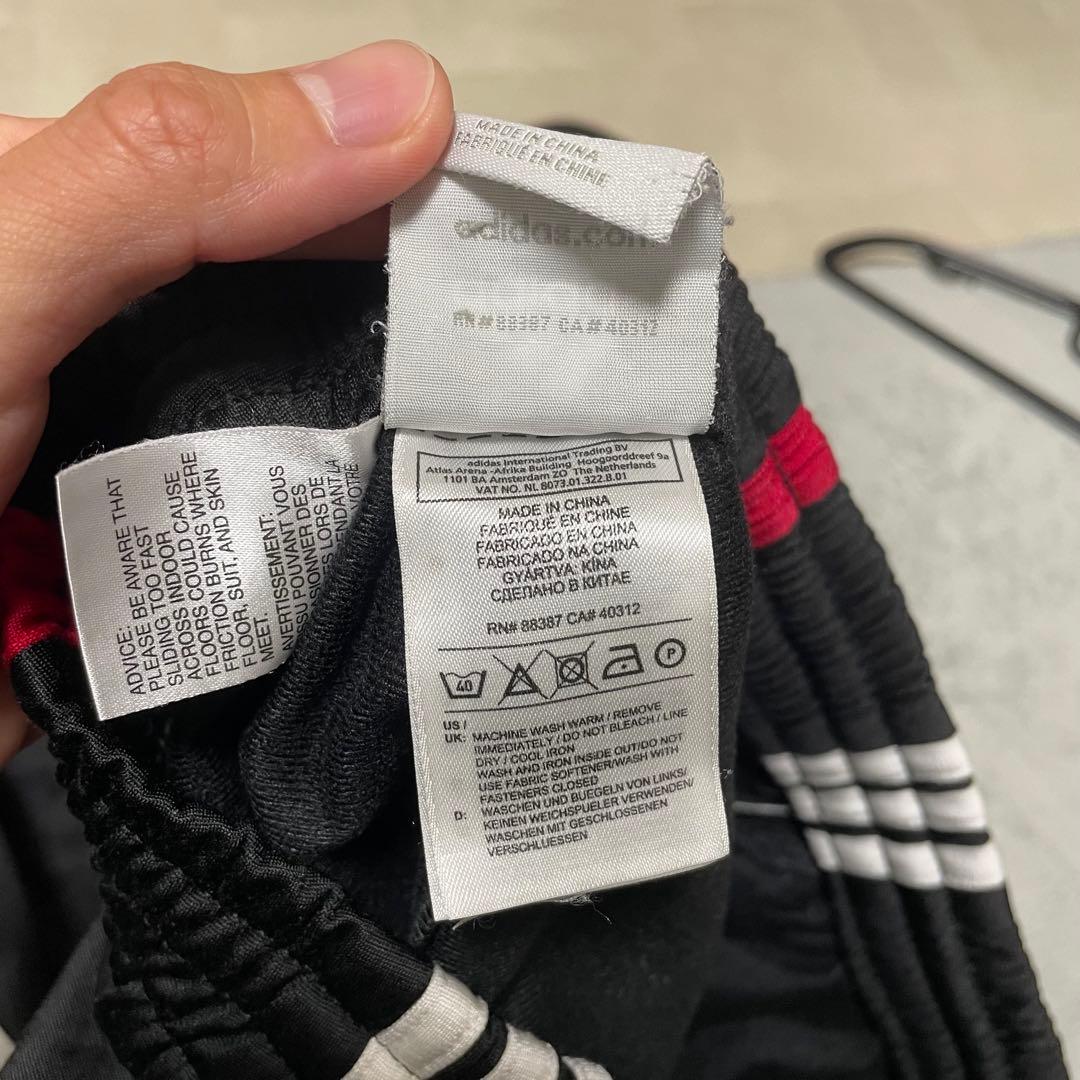 MADE IN CHINA
FABRIQUÉ EN CHINE
adidas.com
RN# 88387 CA# 40312
adidas International Trading BV
Atlas Arena -Afrika Building Hoogoorddreef 9a
1101 BA Amsterdam ZO The Netherlands
VAT NO. NL 8073.01.322.B.01
MADE IN CHINA
FABRIQUÉ EN CHINE
FABRICADO EN CHINA
FABRICADO NA CHINA
GYÁRTVA: KÍNA
СДЕЛАНО В КИТАЕ
RN# 88387 CA# 40312
40 P
US /
UK: MACHINE WASH WARM / REMOVE
IMMEDIATELY / DO NOT BLEACH / LINE
DRY / COOL IRON
WASH AND IRON INSIDE OUT/DO NOT
USE FABRIC SOFTENER/WASH WITH
FASTENERS CLOSED
D: WASCHEN UND BUEGELN VON LINKS/
KEINEN WEICHSPUELER VERWENDEN/
WASCHEN MIT GESCHLOSSENEN
VERSCHLUESSEN
ADVICE:
PLEASE BE AWARE THAT
SLIDING TOO FAST
ACROSS INDOOR
FLOORS COULD CAUSE
FRICTION BURNS WHERE
FLOOR, SUIT, AND SKIN
MEET.
AVERTISSEMENT:
POUVANT VOUS
LORS DE